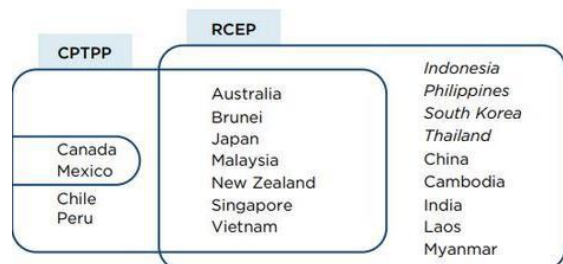 RCEP
CPTPP
Canada
Mexico
Chile
Peru
Australia
Brunei
Japan
Malaysia
New Zealand
Singapore
Vietnam
Indonesia
Philippines
South Korea
Thailand
China
Cambodia
India
Laos
Myanmar